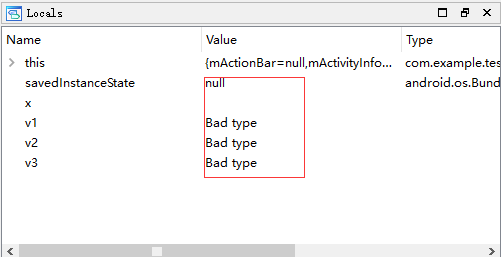 Locals
Name Value Type
this {mActionBar=null,mActivityInfo... com.example.tes
savedInstanceState null android.os.Bund
x
v1 Bad type
v2 Bad type
v3 Bad type